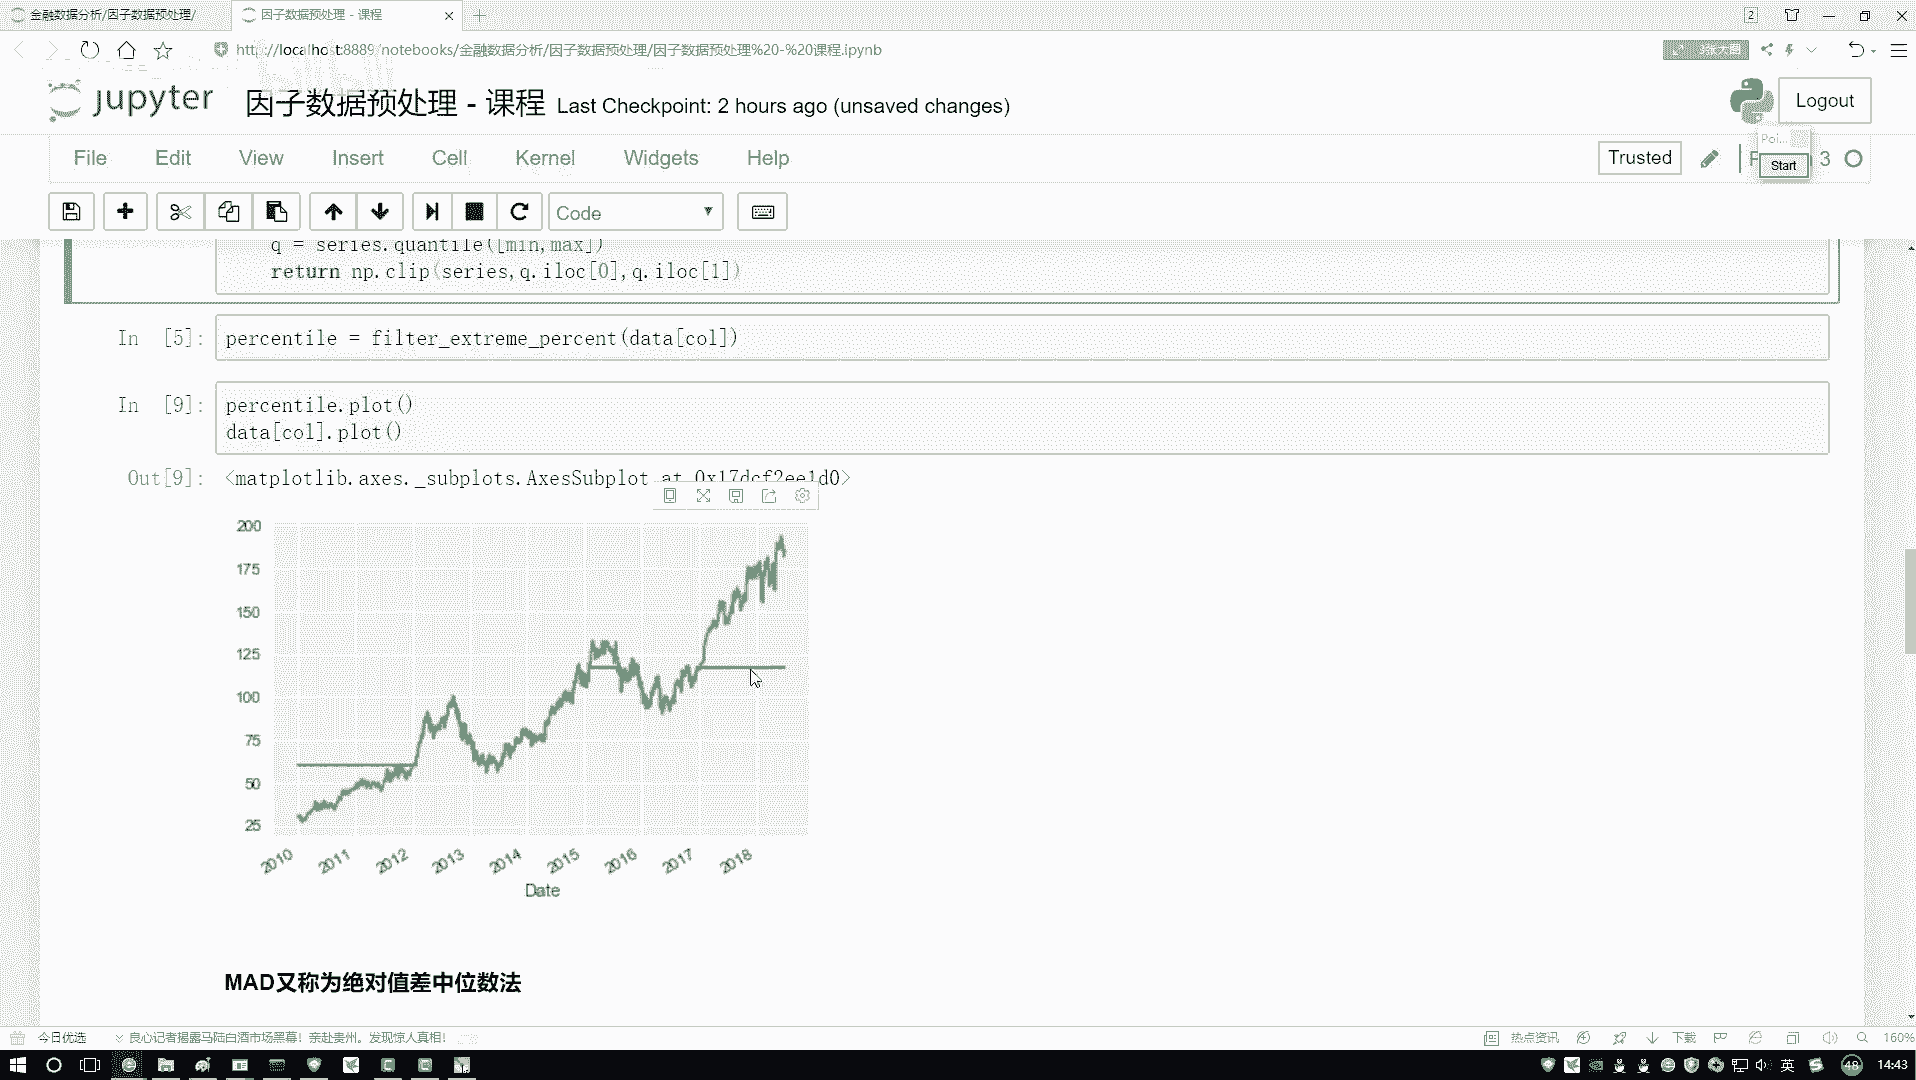 金融数据分析/因子数据预处理/
因子数据预处理 - 课程
2
http://localhost:8889/notebooks/金融数据分析/因子数据预处理/因子数据预处理%20-%20课程.ipynb
3张大图
jupyter
因子数据预处理 - 课程 Last Checkpoint: 2 hours ago (unsaved changes)
Logout
Poi...
File Edit View Insert Cell Kernel Widgets Help
Trusted
3
Start
Code
q = series.quantile([min,max])
return np.clip(series,q.iloc[0],q.iloc[1])
In [5]: percentile = filter_extreme_percent(data[col])
In [9]: percentile.plot()
data[col].plot()
Out[9]: <matplotlib.axes._subplots.AxesSubplot at 0x17dcf2ee1d0>
200
175
150
125
100
75
50
25
2010 2011 2012 2013 2014 2015 2016 2017 2018
Date
MAD又称为绝对值差中位数法
今日优选 良心记者揭露马陆白酒市场黑幕！亲赴贵州。发现惊人真相！
热点资讯 下载 160%
英 48 14:43